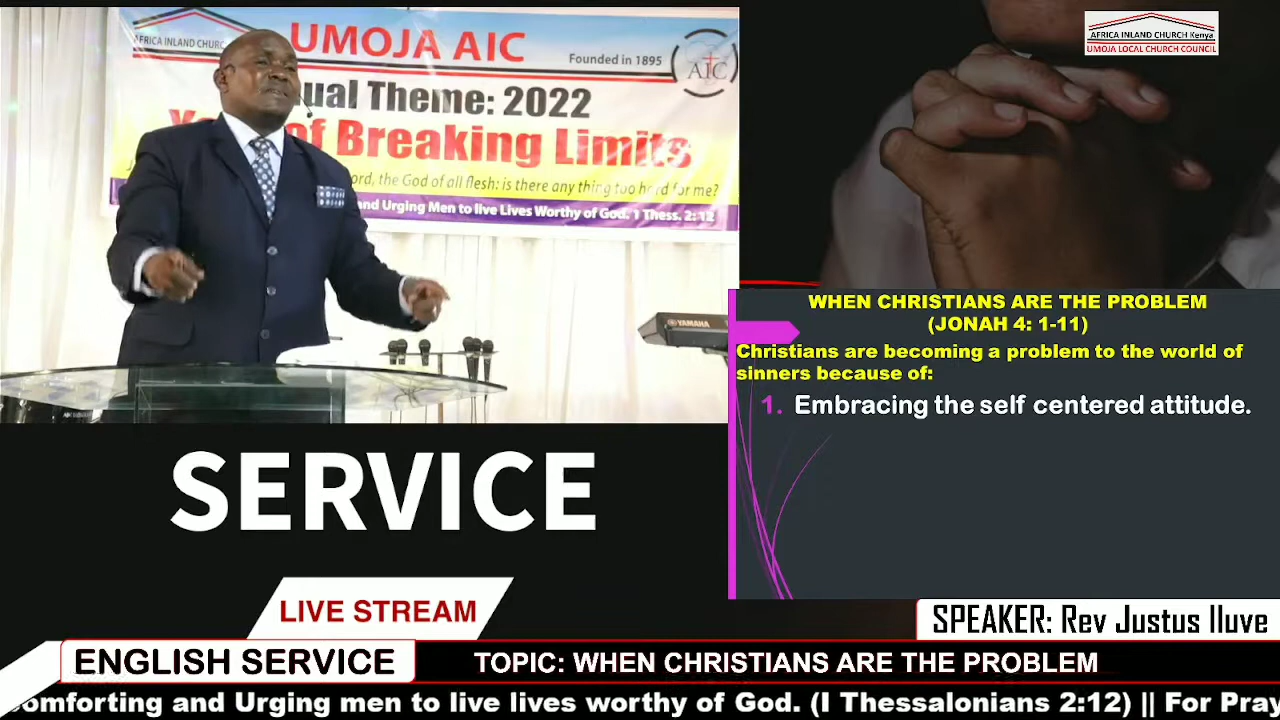 AFRICA INLAND CHURCH
UMOJA AIC
Founded in 1895
AIC
ual Theme: 2022
of Breaking Limits
ord, the God of all flesh: is there any thing too hard for me?
and Urging Men to live Lives Worthy of God. 1 Thess. 2:12
YAMAHA
AFRICA INLAND CHURCH Kenya
UMOJA LOCAL CHURCH COUNCIL
WHEN CHRISTIANS ARE THE PROBLEM
(JONAH 4: 1-11)
Christians are becoming a problem to the world of
sinners because of:
1. Embracing the self centered attitude.
SERVICE
LIVE STREAM
SPEAKER: Rev Justus Iluve
ENGLISH SERVICE
TOPIC: WHEN CHRISTIANS ARE THE PROBLEM
omforting and Urging men to live lives worthy of God. (I Thessalonians 2:12) || For Pray